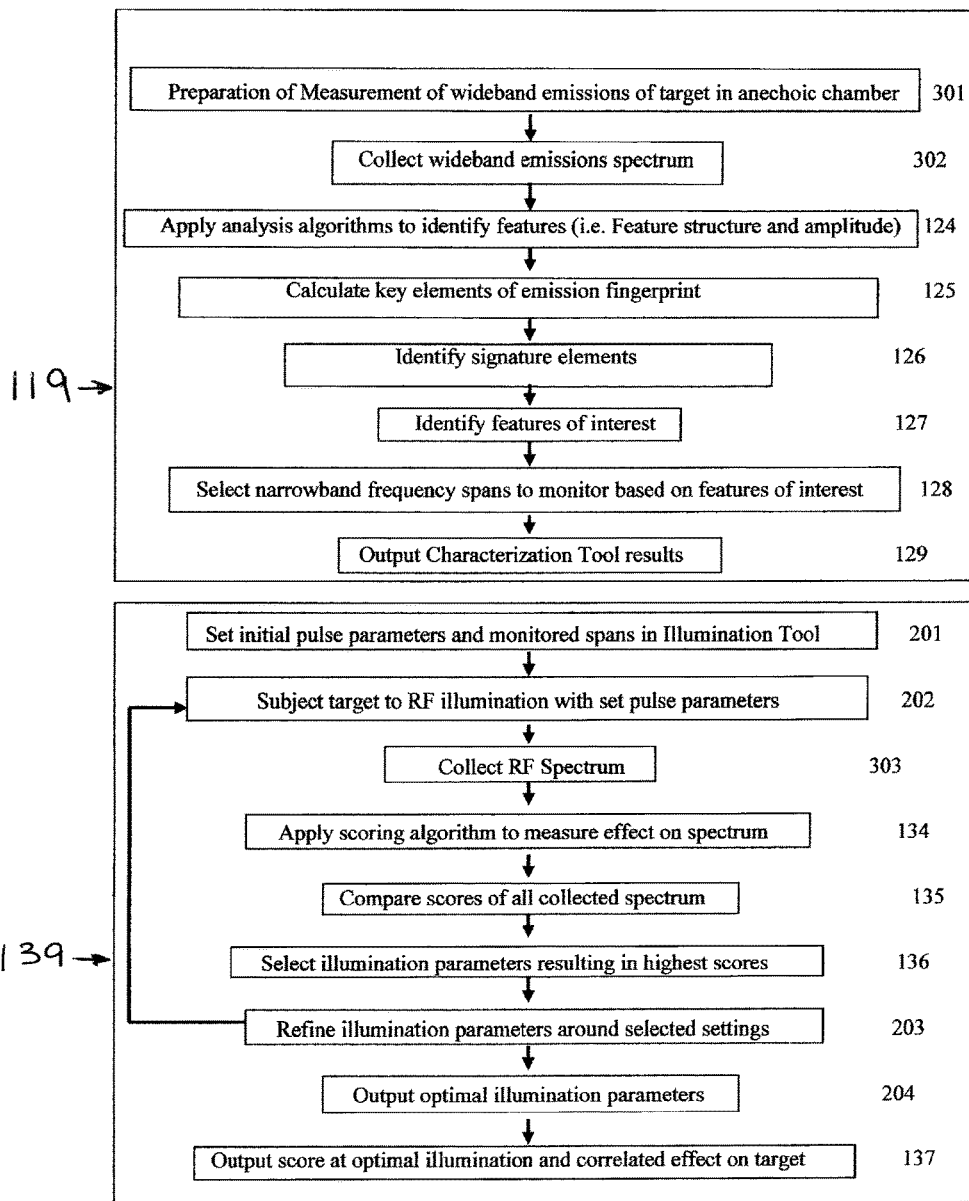 Preparation of Measurement of wideband emissions of target in anechoic chamber 301
Collect wideband emissions spectrum 302
Apply analysis algorithms to identify features (i.e. Feature structure and amplitude) 124
Calculate key elements of emission fingerprint 125
Identify signature elements 126
119
Identify features of interest 127
Select narrowband frequency spans to monitor based on features of interest 128
Output Characterization Tool results 129
Set initial pulse parameters and monitored spans in Illumination Tool 201
Subject target to RF illumination with set pulse parameters 202
Collect RF Spectrum 303
Apply scoring algorithm to measure effect on spectrum 134
Compare scores of all collected spectrum 135
139
Select illumination parameters resulting in highest scores 136
Refine illumination parameters around selected settings 203
Output optimal illumination parameters 204
Output score at optimal illumination and correlated effect on target 137